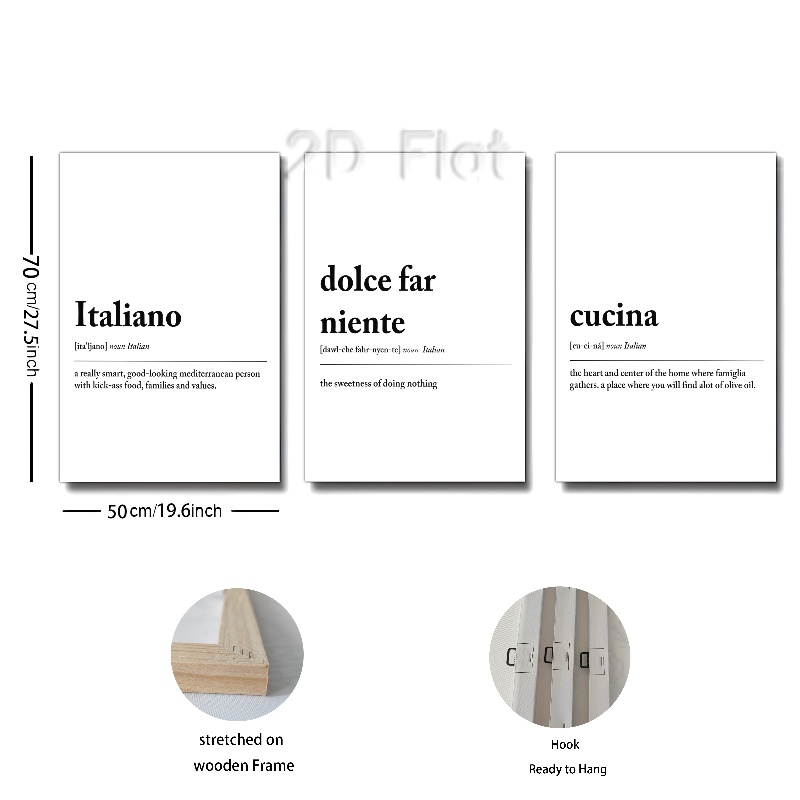 2D Flat
Italiano
[ita'ljano] noun Italian
a really smart, good-looking mediterranean person
with kick-ass food, families and values.
dolce far
niente
[dawl-che fahr-nyen-te] noun Italian
the sweetness of doing nothing
cucina
[cu-ci-nà] noun Italian
the heart and center of the home where famiglia
gathers. a place where you will find alot of olive oil.
70 cm/27.5inch
50cm/19.6inch
stretched on
wooden Frame
Hook
Ready to Hang